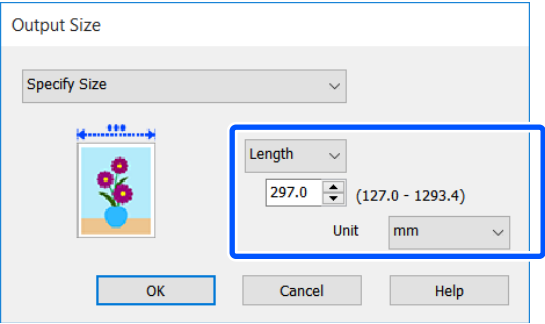 Output Size
Specify Size
Length
297.0 (127.0 - 1293.4)
Unit mm
OK Cancel Help